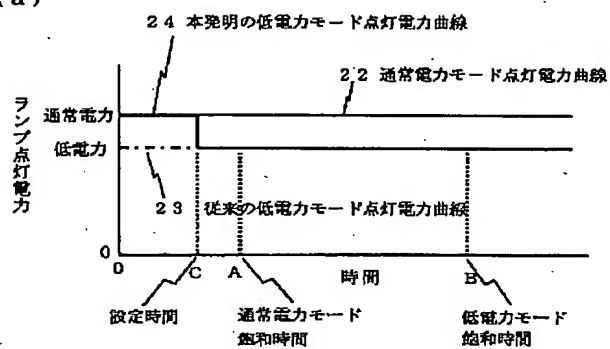 (a)
24 本発明の低電力モード点灯電力曲線
22 通常電力モード点灯電力曲線
ランプ点灯電力
通常電力
低電力
23 従来の低電力モード点灯電力曲線
0
0
C
A
時間
B
設定時間
通常電力モード
飽和時間
低電力モード
飽和時間